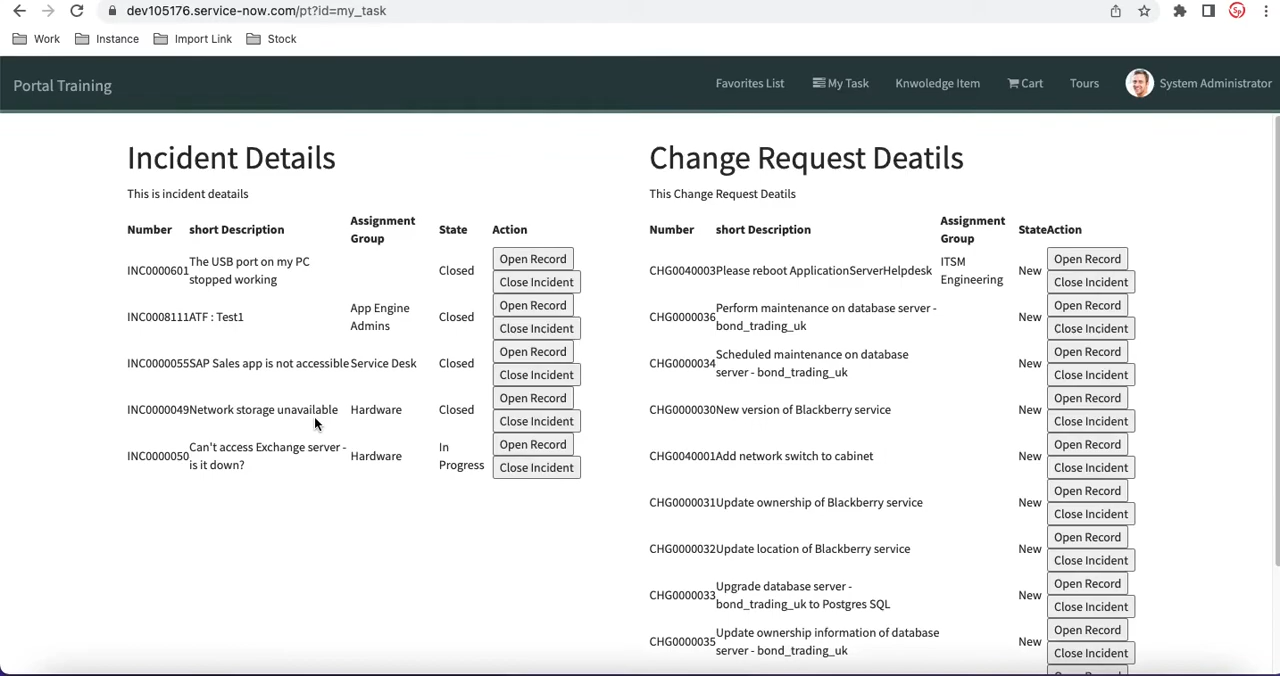 dev105176.service-now.com/pt?id=my_task
Work Instance Import Link Stock
Portal Training
Favorites List My Task Knwoledge Item Cart Tours System Administrator
Incident Details
This is incident deatails
Number short Description Assignment Group State Action
INC0000601 The USB port on my PC stopped working Closed Open Record Close Incident
INC0008111 ATF : Test1 App Engine Admins Closed Open Record Close Incident
INC0000055 SAP Sales app is not accessible Service Desk Closed Open Record Close Incident
INC0000049 Network storage unavailable Hardware Closed Open Record Close Incident
INC0000050 Can't access Exchange server - is it down? Hardware In Progress Open Record Close Incident
Change Request Deatils
This Change Request Deatils
Number short Description Assignment Group State Action
CHG0040003 Please reboot ApplicationServerHelpdesk ITSM Engineering New Open Record Close Incident
CHG0000036 Perform maintenance on database server - bond_trading_uk New Open Record Close Incident
CHG0000034 Scheduled maintenance on database server - bond_trading_uk New Open Record Close Incident
CHG0000030 New version of Blackberry service New Open Record Close Incident
CHG0040001 Add network switch to cabinet New Open Record Close Incident
CHG0000031 Update ownership of Blackberry service New Open Record Close Incident
CHG0000032 Update location of Blackberry service New Open Record Close Incident
CHG0000033 Upgrade database server - bond_trading_uk to Postgres SQL New Open Record Close Incident
CHG0000035 Update ownership information of database server - bond_trading_uk New Open Record Close Incident